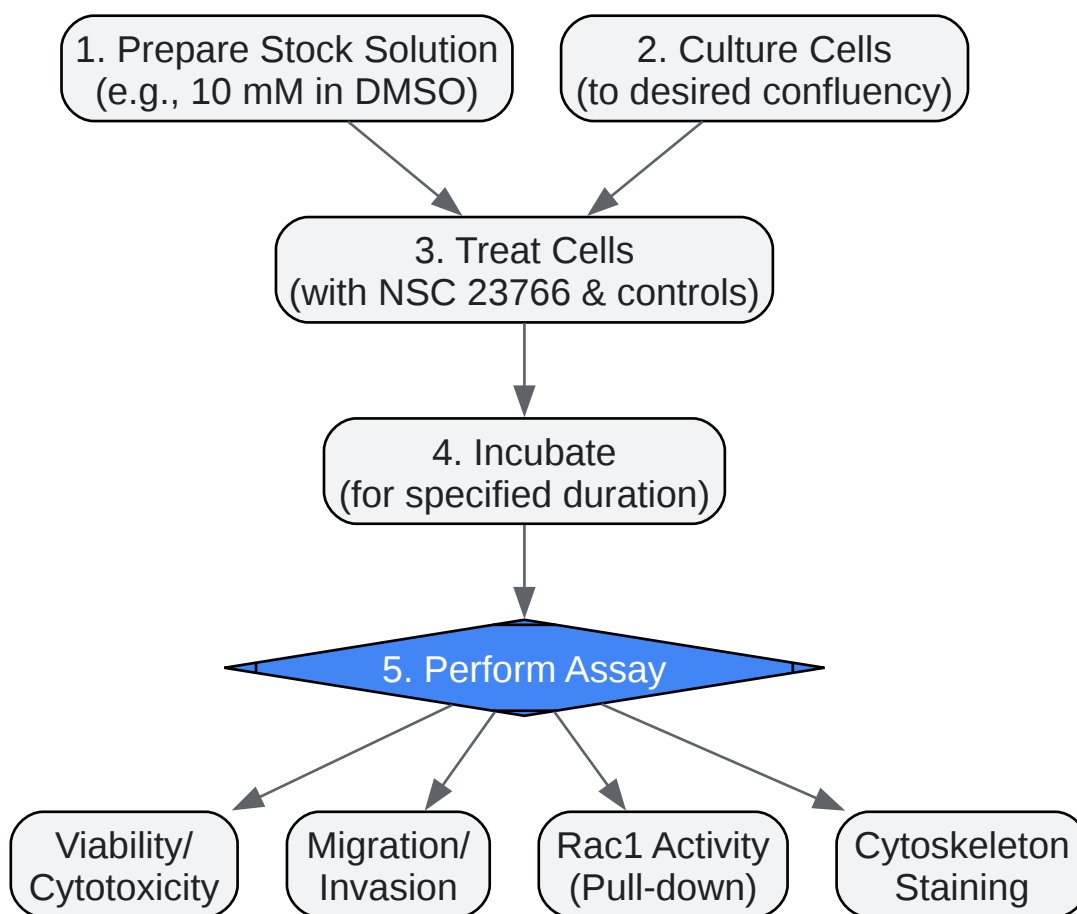 1. Prepare Stock Solution
(e.g., 10 mM in DMSO)
2. Culture Cells
(to desired confluency)
3. Treat Cells
(with NSC 23766 & controls)
4. Incubate
(for specified duration)
5. Perform Assay
Viability/
Cytotoxicity
Migration/
Invasion
Rac1 Activity
(Pull-down)
Cytoskeleton
Staining